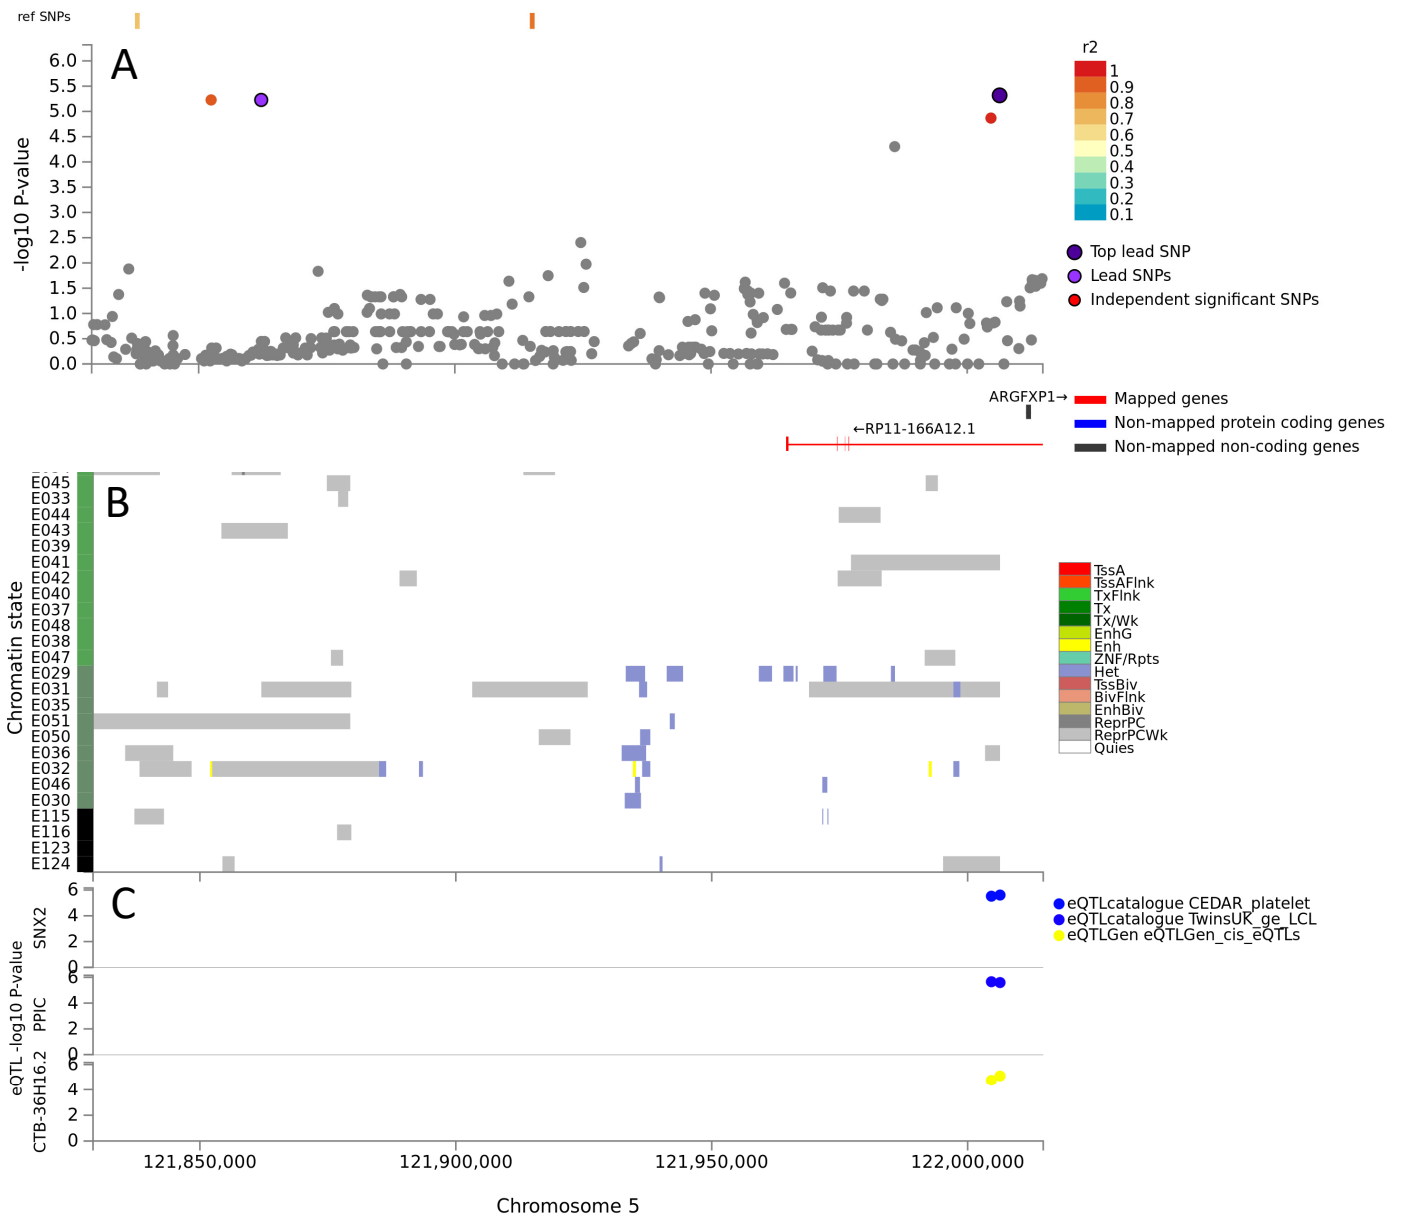 ref SNPs
A
-log10 P-value
6.0
5.5
5.0
4.5
4.0
3.5
3.0
2.5
2.0
1.5
1.0
0.5
0.0
r2
1
0.9
0.8
0.7
0.6
0.5
0.4
0.3
0.2
0.1
Top lead SNP
Lead SNPs
Independent significant SNPs
ARGFXP1→
←RP11-166A12.1
Mapped genes
Non-mapped protein coding genes
Non-mapped non-coding genes
B
Chromatin state
E045
E033
E044
E043
E039
E041
E042
E040
E037
E048
E038
E047
E029
E031
E035
E051
E050
E036
E032
E046
E030
E115
E116
E123
E124
TssA
TssAFlnk
TxFlnk
Tx
Tx/Wk
EnhG
Enh
ZNF/Rpts
Het
TssBiv
BivFlnk
EnhBiv
ReprPC
ReprPCWk
Quies
C
eQTL -log10 P-value
SNX2
6
4
2
0
PPIC
6
4
2
0
CTB-36H16.2
6
4
2
0
eQTLcatalogue CEDAR_platelet
eQTLcatalogue TwinsUK_ge_LCL
eQTLGen eQTLGen_cis_eQTLs
121,850,000
121,900,000
121,950,000
122,000,000
Chromosome 5